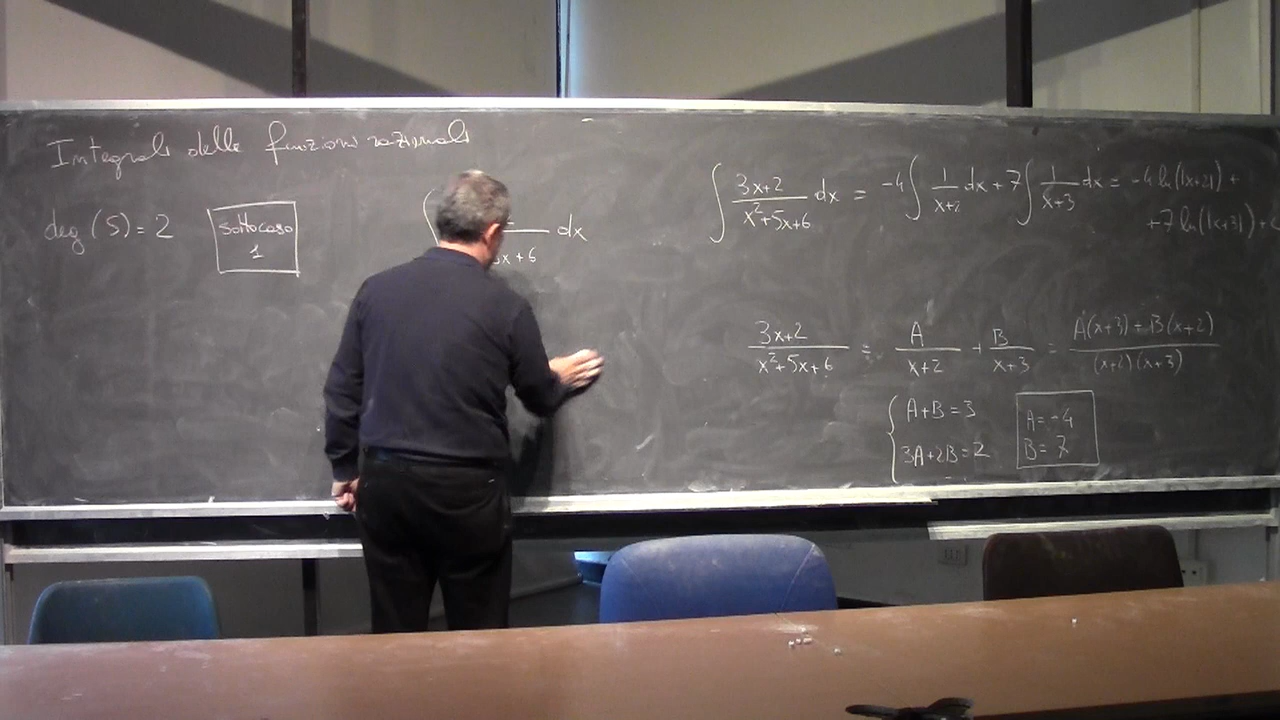 Integrali delle funzioni razionali
deg (S) = 2
sottocaso
1
∫ dx
x + 6
∫ 3x+2 / x²+5x+6 dx = -4 ∫ 1 / x+2 dx + 7 ∫ 1 / x+3 dx = -4 ln(|x+2|) +
+7 ln(|x+3|) +
3x+2 / x²+5x+6 = A / x+2 + B / x+3 = A(x+3) + B(x+2) / (x+2)(x+3)
{ A+B = 3
3A+2B = 2
A = -4
B = 7